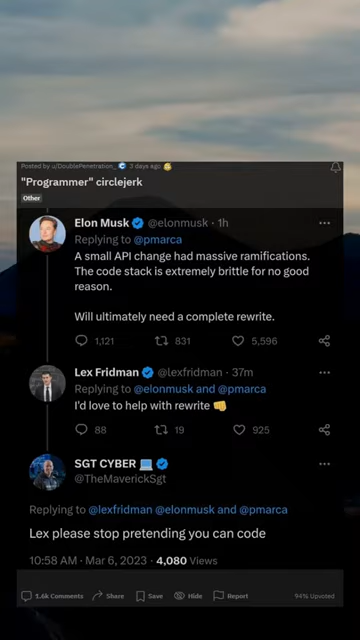 Posted by u/DoublePenetration_ 3 days ago
"Programmer" circlejerk
Other
Elon Musk @elonmusk · 1h
Replying to @pmarca
A small API change had massive ramifications.
The code stack is extremely brittle for no good
reason.
Will ultimately need a complete rewrite.
1,121 831 5,596
Lex Fridman @lexfridman · 37m
Replying to @elonmusk and @pmarca
I'd love to help with rewrite 👊
88 19 925
SGT CYBER 💻
@TheMaverickSgt
Replying to @lexfridman @elonmusk and @pmarca
Lex please stop pretending you can code
10:58 AM · Mar 6, 2023 · 4,080 Views
1.6k Comments Share Save Hide Report 94% Upvoted